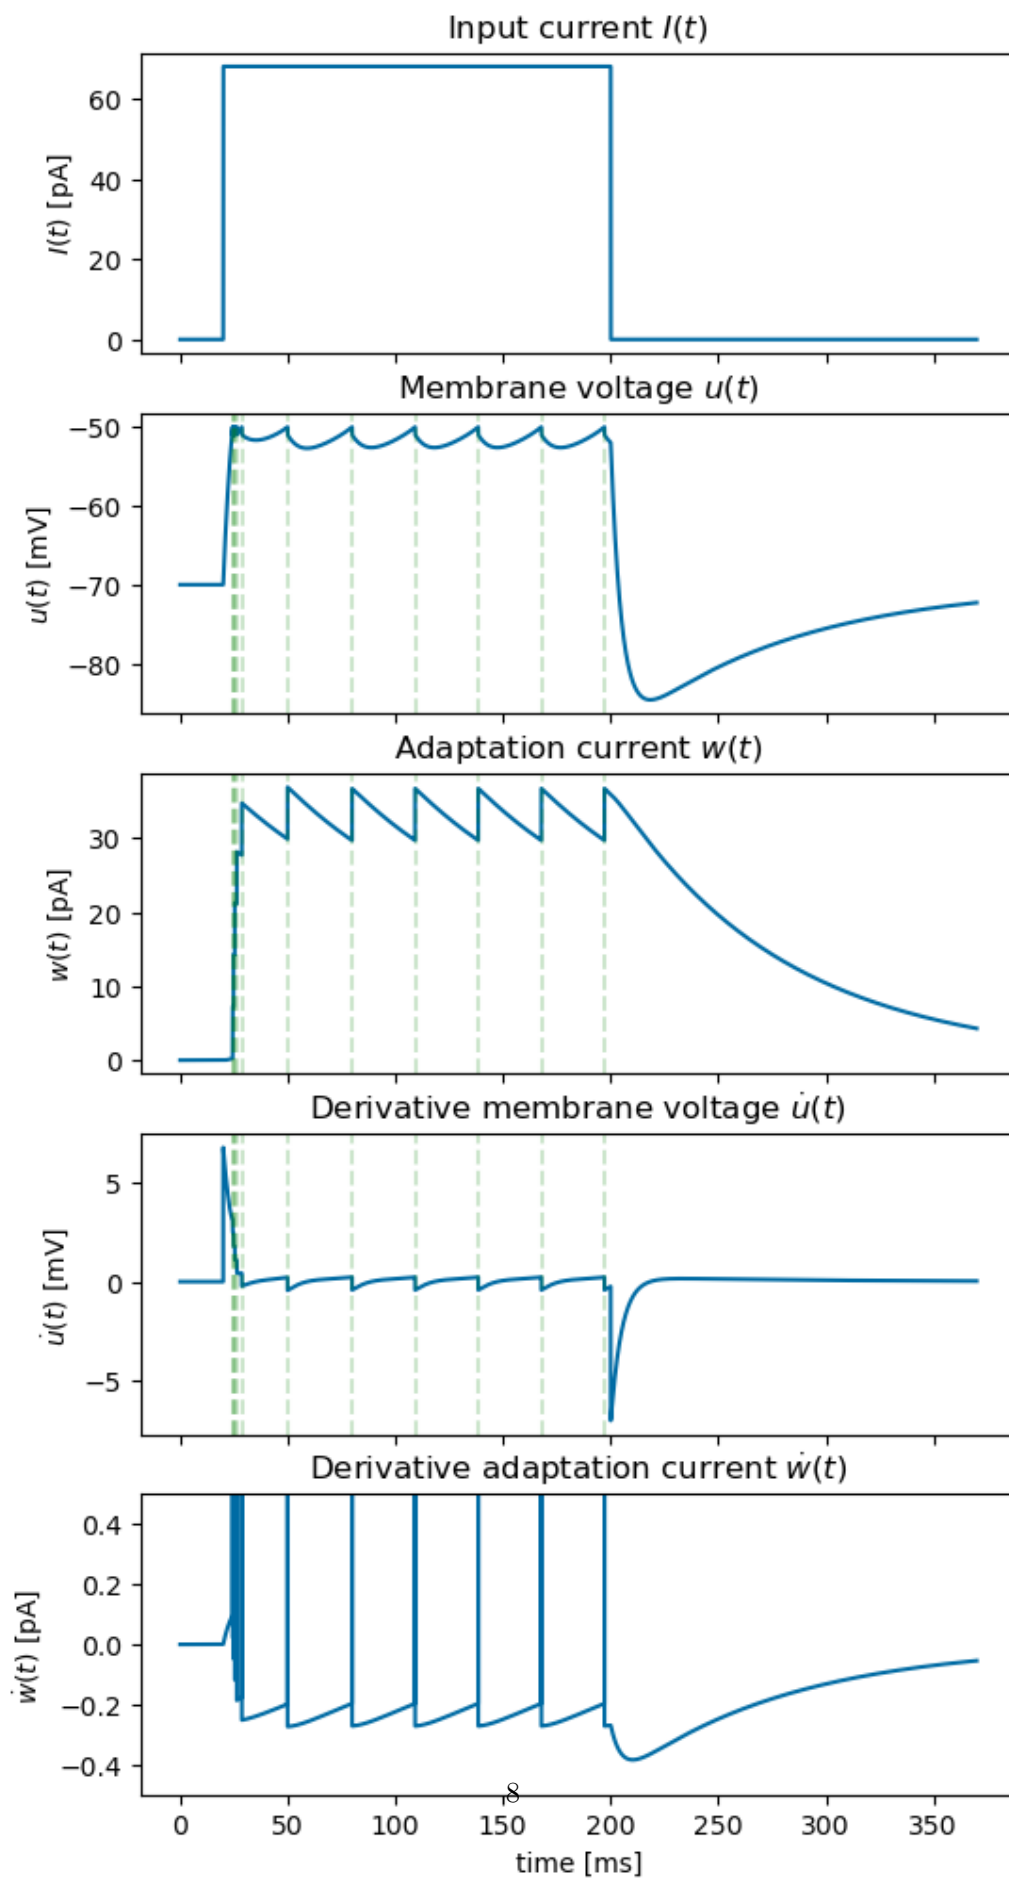 Input current I(t)
60
40
20
0
I(t) [pA]
Membrane voltage u(t)
−50
−60
−70
−80
u(t) [mV]
Adaptation current w(t)
30
20
10
0
w(t) [pA]
Derivative membrane voltage u̇(t)
5
0
−5
u̇(t) [mV]
Derivative adaptation current ẇ(t)
0.4
0.2
0.0
−0.2
−0.4
ẇ(t) [pA]
8
0 50 100 150 200 250 300 350
time [ms]